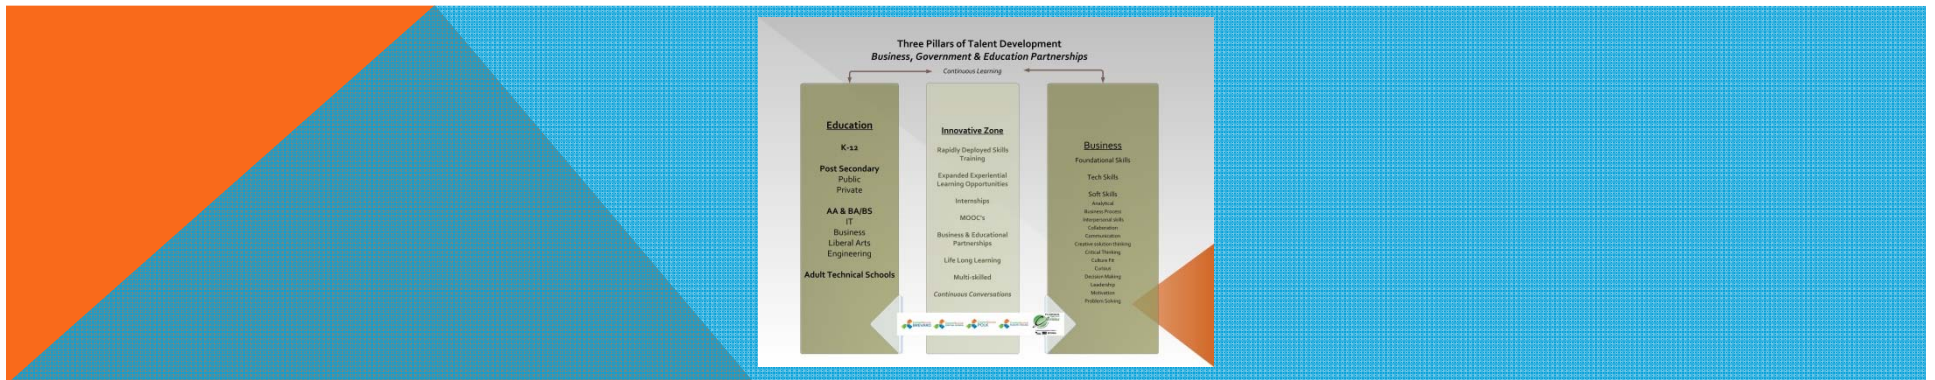 Three Pillars of Talent Development
Business, Government & Education Partnerships
Continuous Learning
Education
K-12
Post Secondary
Public
Private
AA & BA/BS
IT
Business
Liberal Arts
Engineering
Adult Technical Schools
Innovative Zone
Rapidly Deployed Skills
Training
Expanded Experiential
Learning Opportunities
Internships
MOOC's
Business & Educational
Partnerships
Life Long Learning
Multi-skilled
Continuous Conversations
Business
Foundational Skills
Tech Skills
Soft Skills
Analytical
Business Process
Interpersonal skills
Collaboration
Communication
Creative solution thinking
Critical Thinking
Culture Fit
Curious
Decision Making
Leadership
Motivation
Problem Solving
BREVARD
POLK